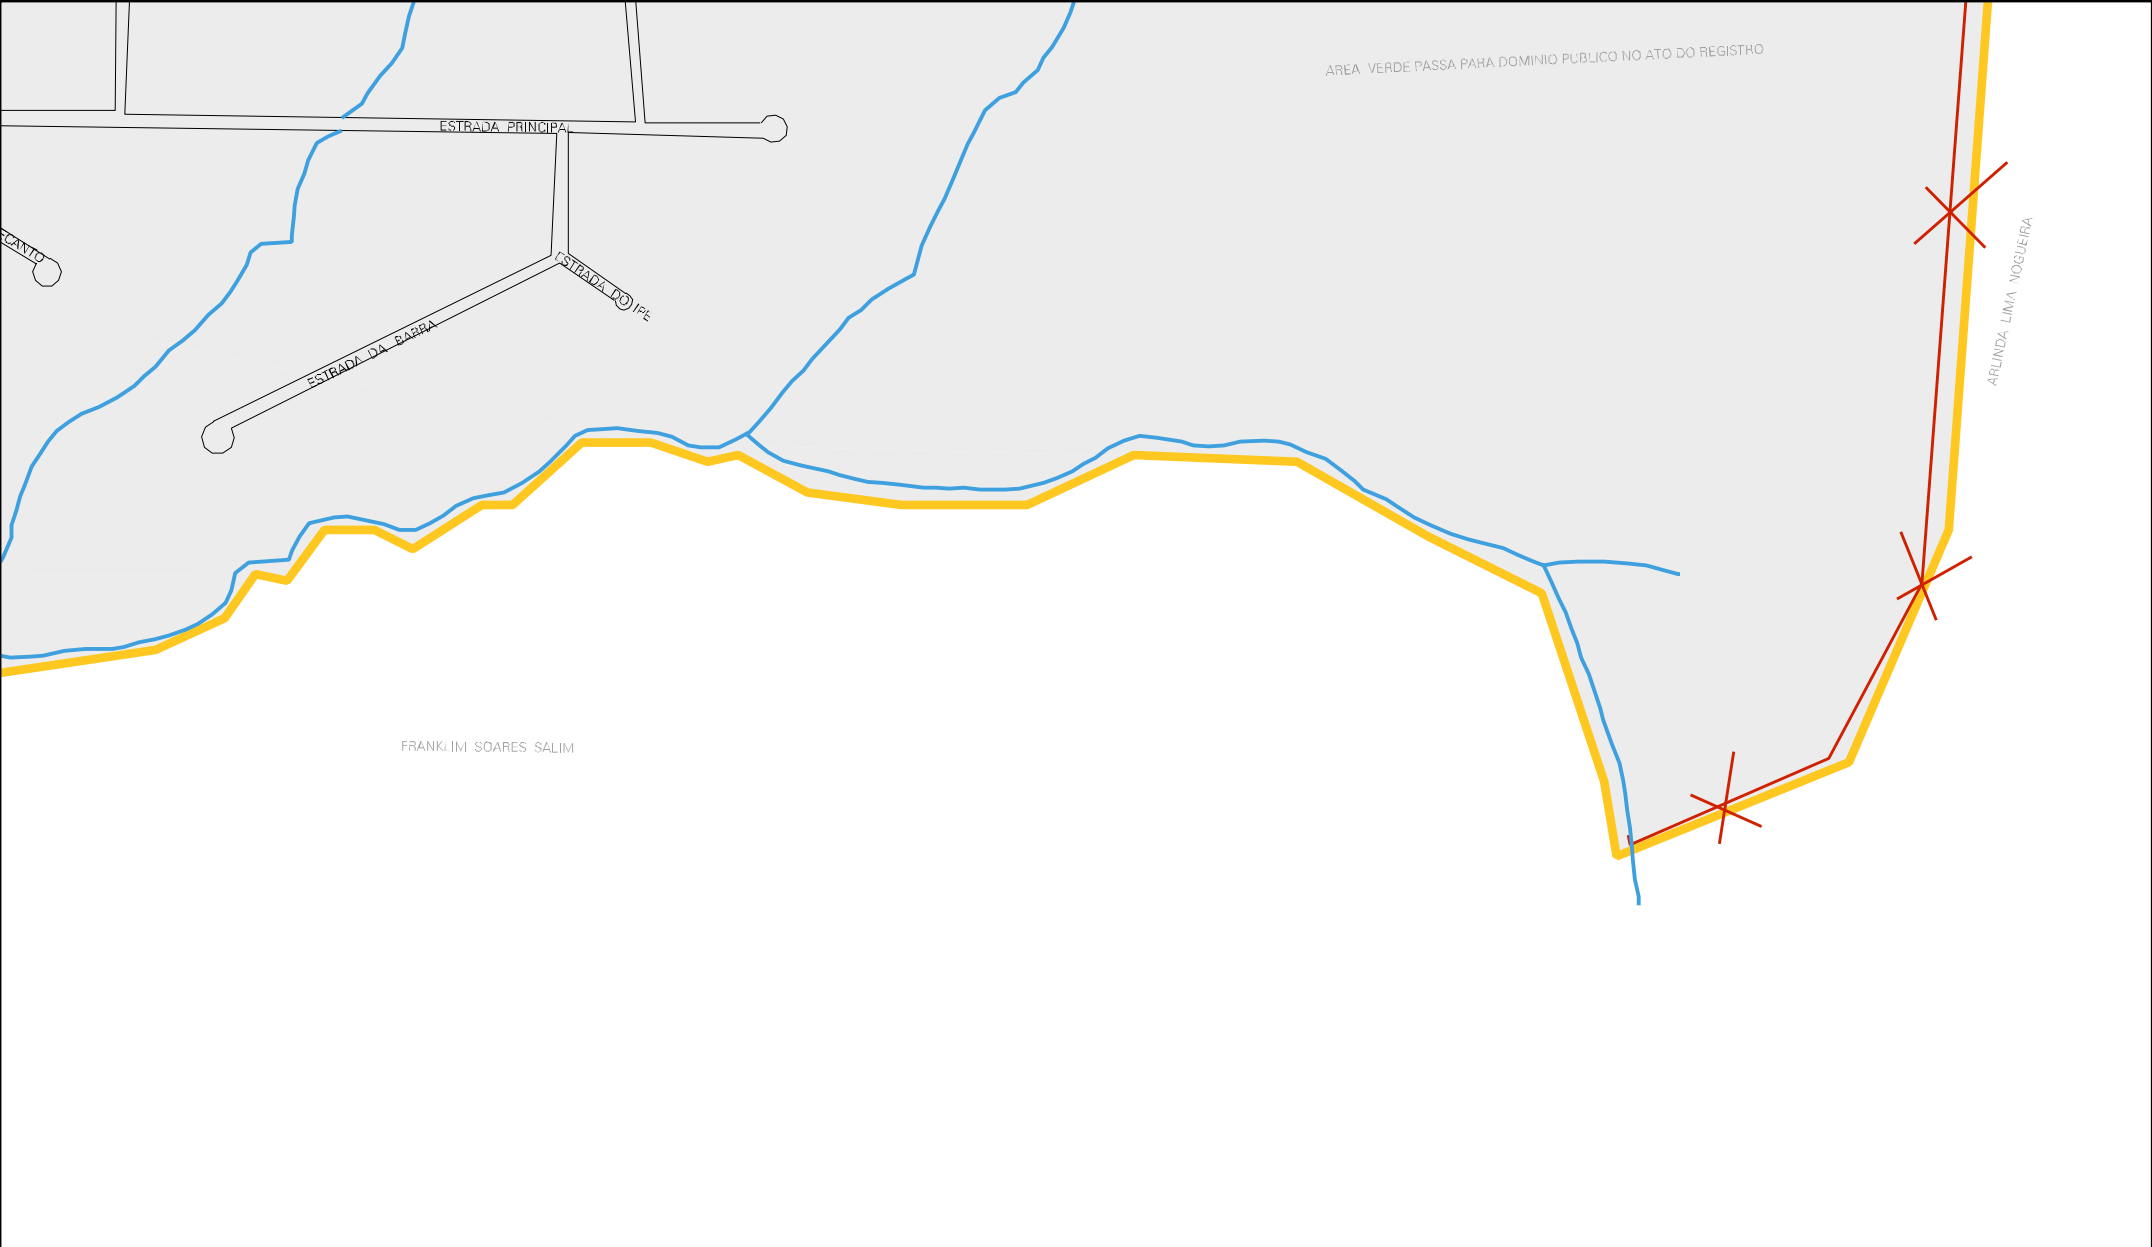 AREA VERDE PASSA PARA DOMINIO PUBLICO NO ATO DO REGISTRO
ESTRADA PRINCIPAL
ECANTO
ESTRADA DO IPE
ARLINDA LIMA NOGUEIRA
ESTRADA DA BARRA
FRANKLIM SOARES SALIM